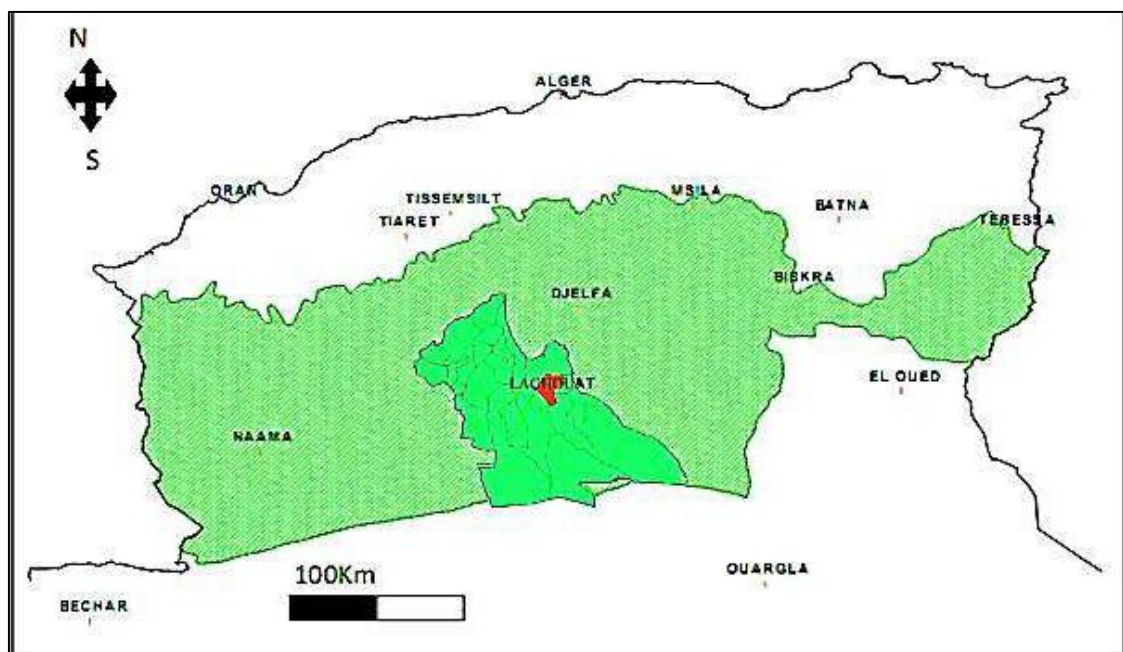 N
S
ALGER
ORAN
TISSEMSILT
MSILA
TIARET
BATNA
TEBESSA
BISKRA
DJELFA
LAGHOUAT
EL OUED
NAAMA
100Km
OUARGLA
BECHAR